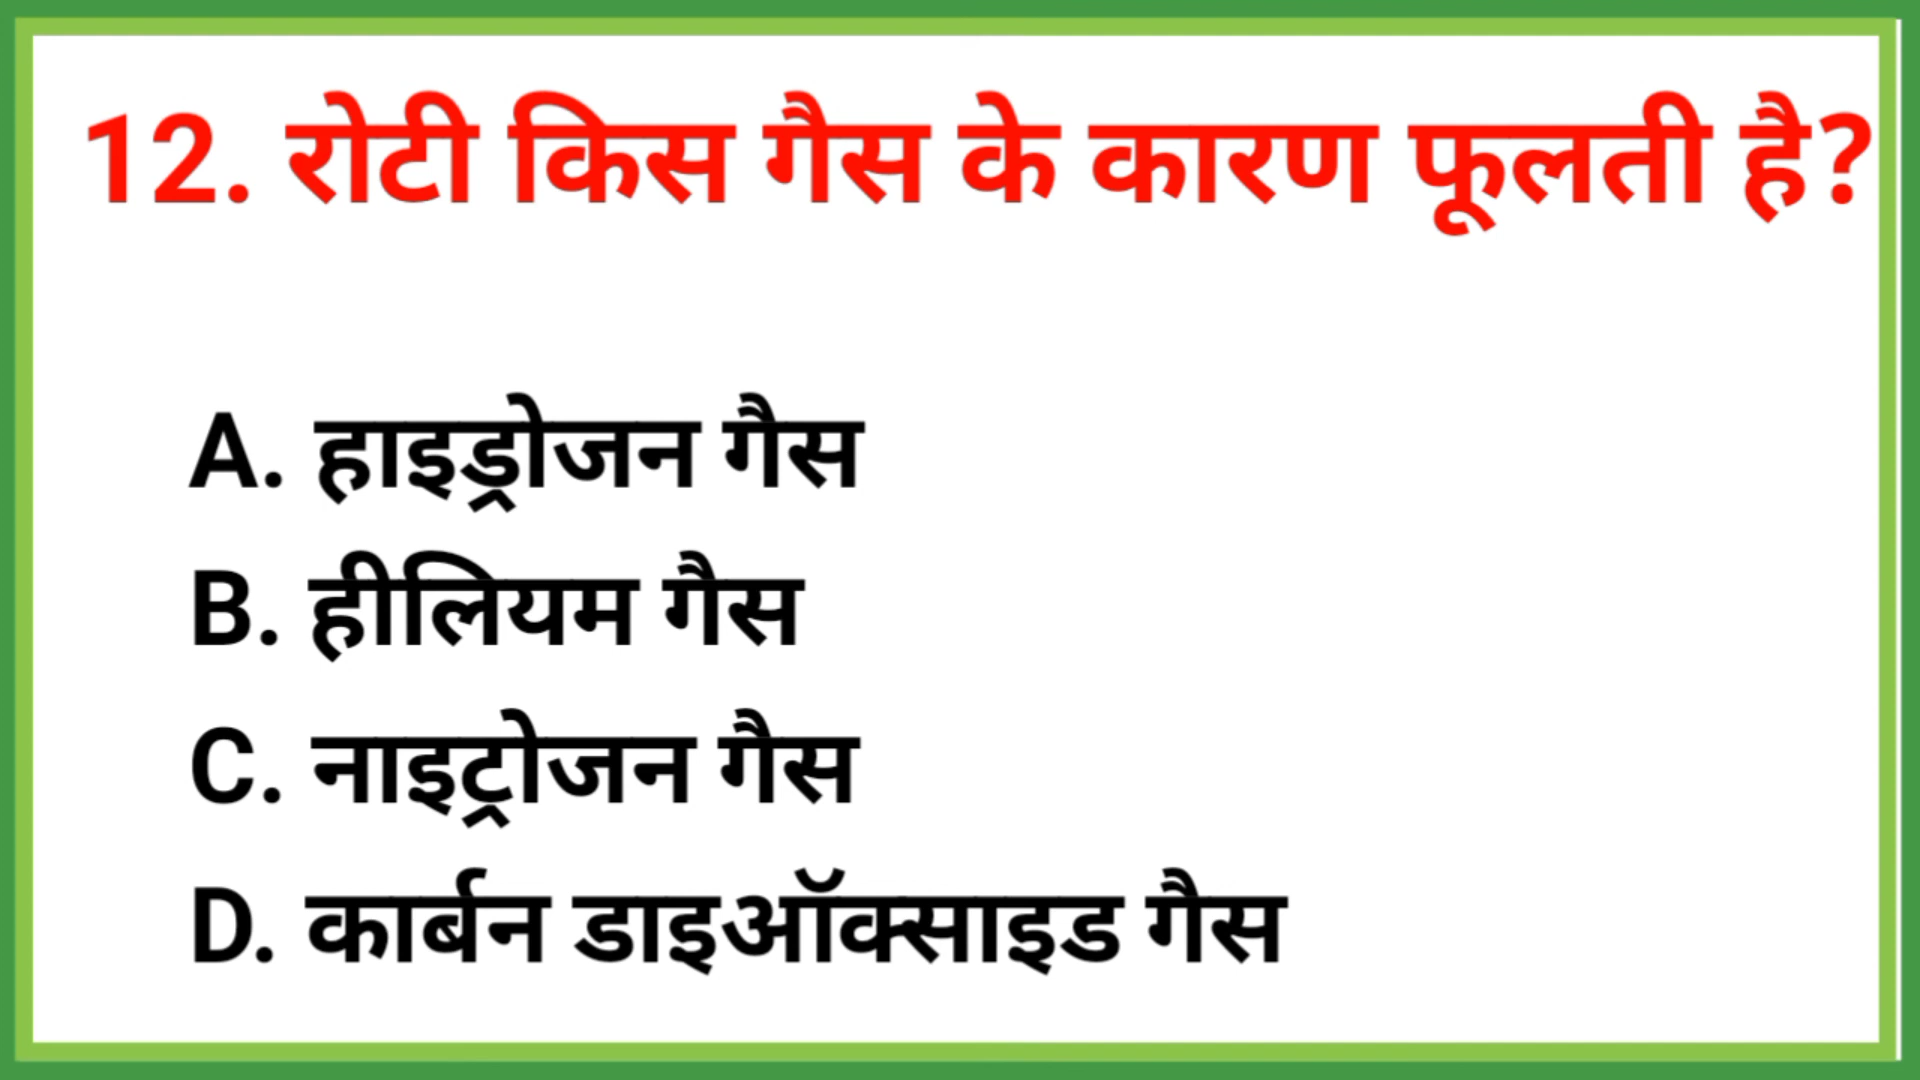 12. रोटी किस गैस के कारण फूलती है?
A. हाइड्रोजन गैस
B. हीलियम गैस
C. नाइट्रोजन गैस
D. कार्बन डाइऑक्साइड गैस